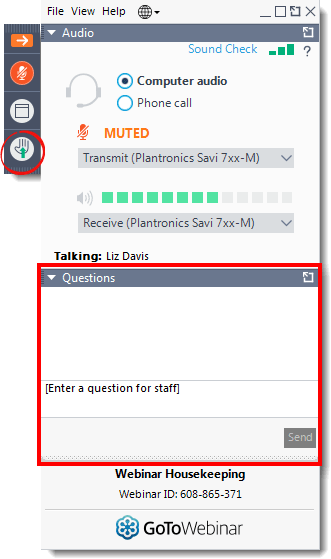 File View Help
Audio
Sound Check ?
Computer audio
Phone call
MUTED
Transmit (Plantronics Savi 7xx-M)
Receive (Plantronics Savi 7xx-M)
Talking: Liz Davis
Questions
[Enter a question for staff]
Send
Webinar Housekeeping
Webinar ID: 608-865-371
GoToWebinar